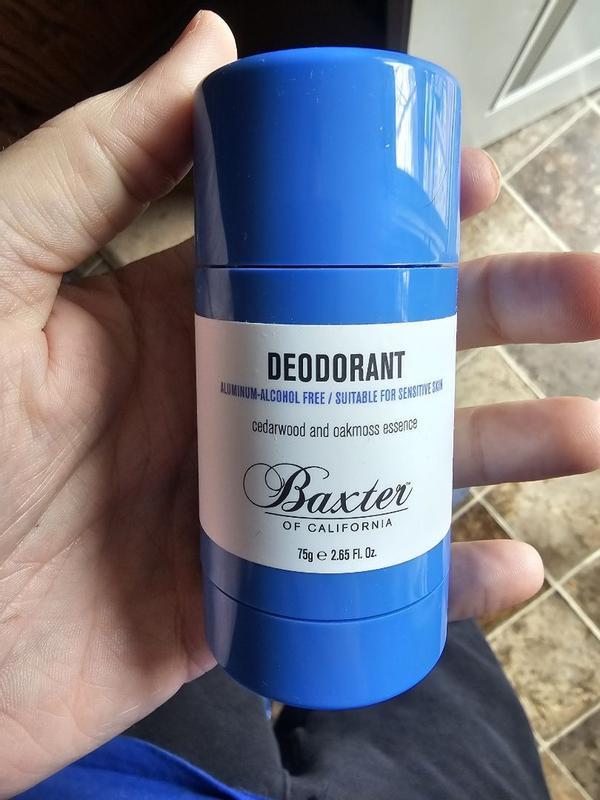 DEODORANT
ALUMINUM-ALCOHOL FREE / SUITABLE FOR SENSITIVE SKIN
cedarwood and oakmoss essence
Baxter™
OF CALIFORNIA
75g ℮ 2.65 Fl. Oz.